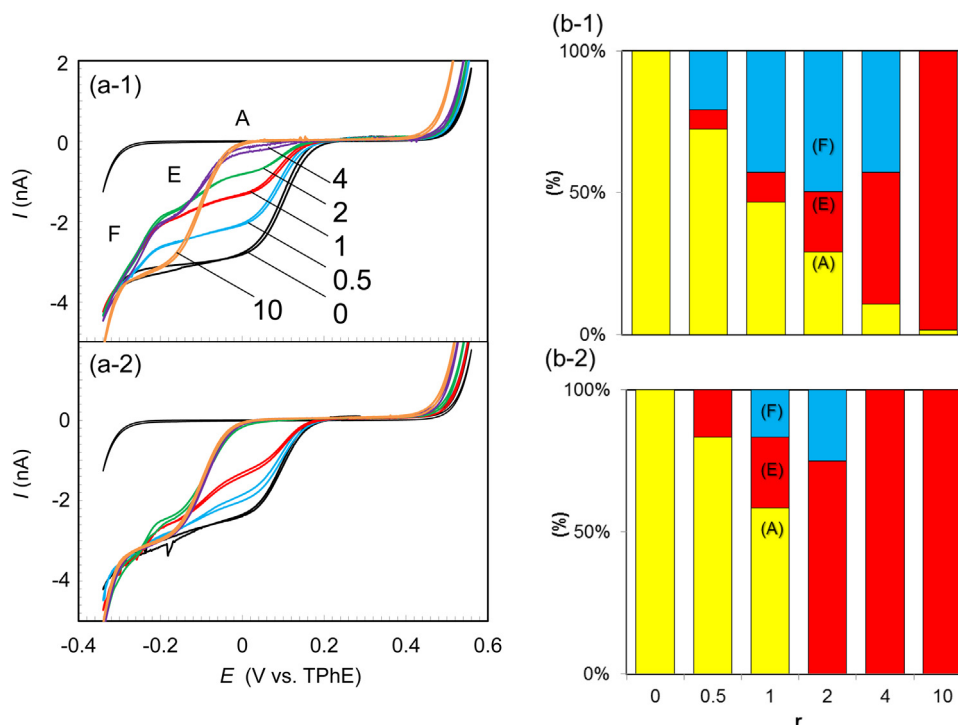 (a-1)
2
0
-2
-4
I (nA)
A
E
F
4
2
1
0.5
0
10
(a-2)
0
-2
-4
I (nA)
-0.4
-0.2
0
0.2
0.4
0.6
E (V vs. TPhE)
(b-1)
100%
50%
0%
(%)
(F)
(E)
(A)
(b-2)
100%
50%
0%
(%)
(F)
(E)
(A)
0
0.5
1
2
4
10
r